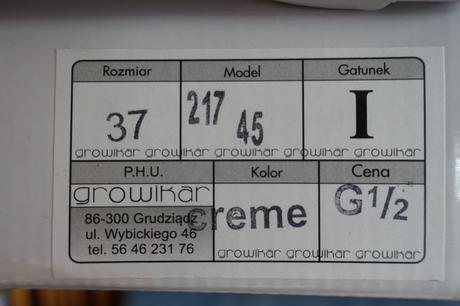 Rozmiar Model Gatunek
37 217 45 I
growikar growikar growikar growikar growikar
P.H.U. Kolor Cena
growikar
creme G1/2
86-300 Grudziądz
ul. Wybickiego 46
tel. 56 46 231 76
growikar growikar growikar